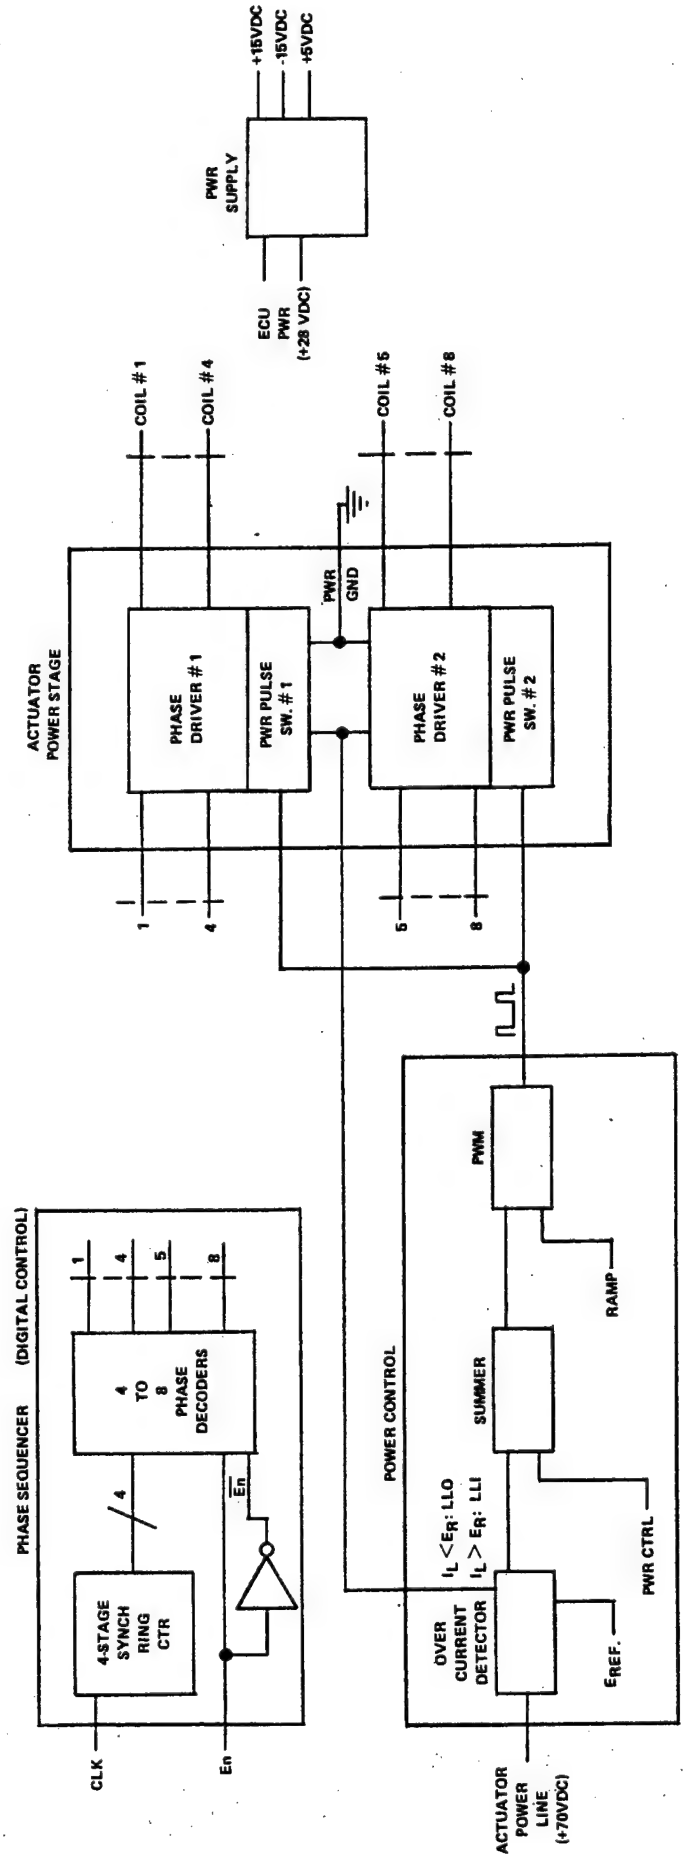 PHASE SEQUENCER (DIGITAL CONTROL)
CLK
En
4-STAGE
SYNCH
RING
CTR
4
En
4
TO
8
PHASE
DECODERS
1
4
5
8
ACTUATOR
POWER STAGE
1
4
5
8
PHASE
DRIVER #1
PWR PULSE
SW. #1
PWR
GND
PHASE
DRIVER #2
PWR PULSE
SW. #2
COIL #1
COIL #4
COIL #5
COIL #8
PWR
SUPPLY
ECU
PWR
(+28 VDC)
+15VDC
-15VDC
+5VDC
POWER CONTROL
ACTUATOR
POWER
LINE
(+70VDC)
OVER
CURRENT
DETECTOR
IL < ER: LLO
IL > ER: LLI
EREF.
SUMMER
PWR CTRL
PWM
RAMP